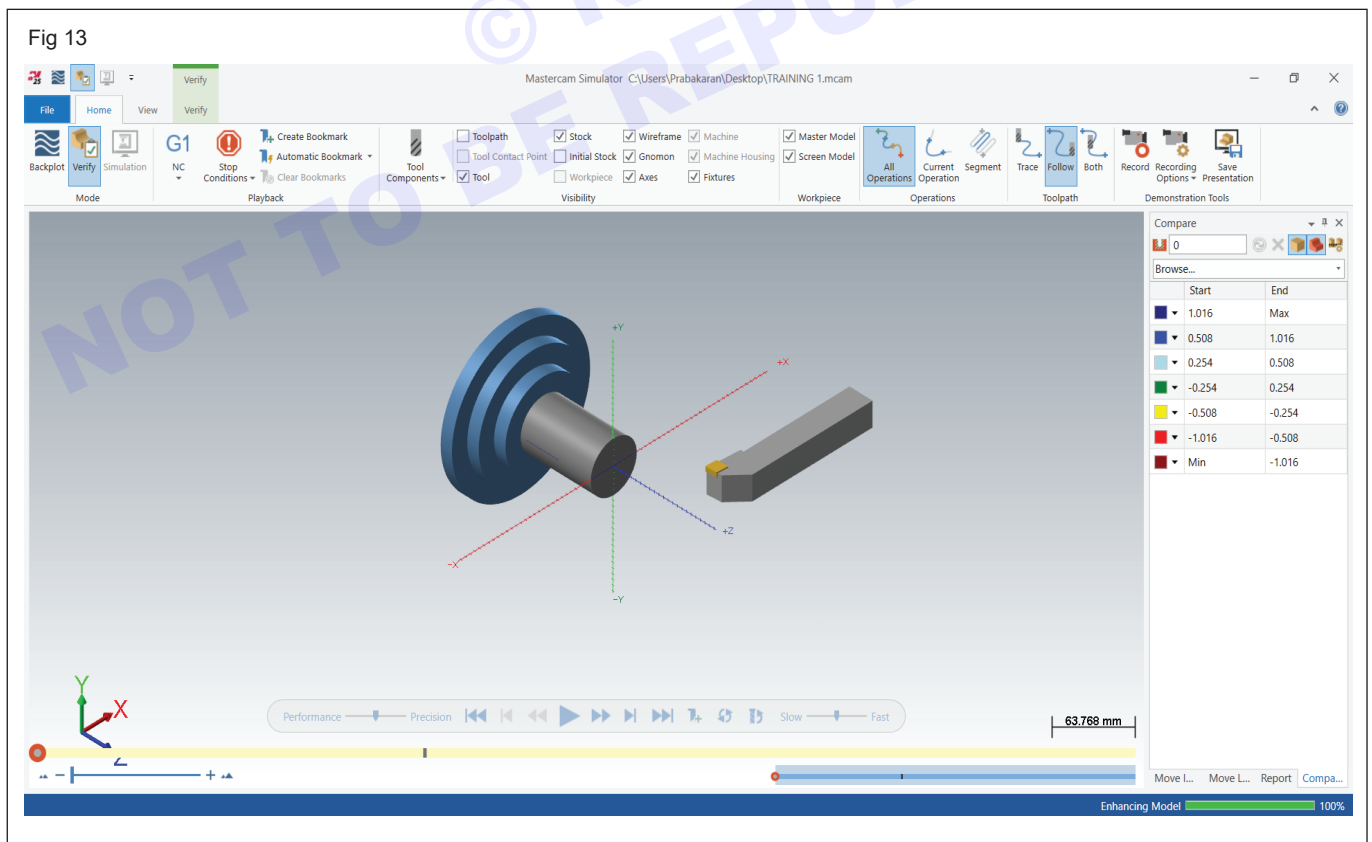 Fig 13
Verify
Mastercam Simulator C:\Users\Prabakaran\Desktop\TRAINING 1.mcam
File Home View Verify
Backplot Verify Simulation
Mode
G1
NC
Stop
Conditions
Create Bookmark
Automatic Bookmark
Clear Bookmarks
Playback
Tool
Components
Toolpath Stock Wireframe Machine
Tool Contact Point Initial Stock Gnomon Machine Housing
Tool Workpiece Axes Fixtures
Visibility
Master Model
Screen Model
Workpiece
All
Operations
Current
Operation
Segment
Operations
Trace Follow Both
Toolpath
Record
Recording
Options
Save
Presentation
Demonstration Tools
Compare
0
Browse...
Start End
1.016 Max
0.508 1.016
0.254 0.508
-0.254 0.254
-0.508 -0.254
-1.016 -0.508
Min -1.016
+Y
+X
+Z
-X
-Y
Y
X
Z
Performance Precision
Slow Fast
63.768 mm
Move I... Move L... Report Compa...
Enhancing Model 100%
NOT TO BE REPU
©